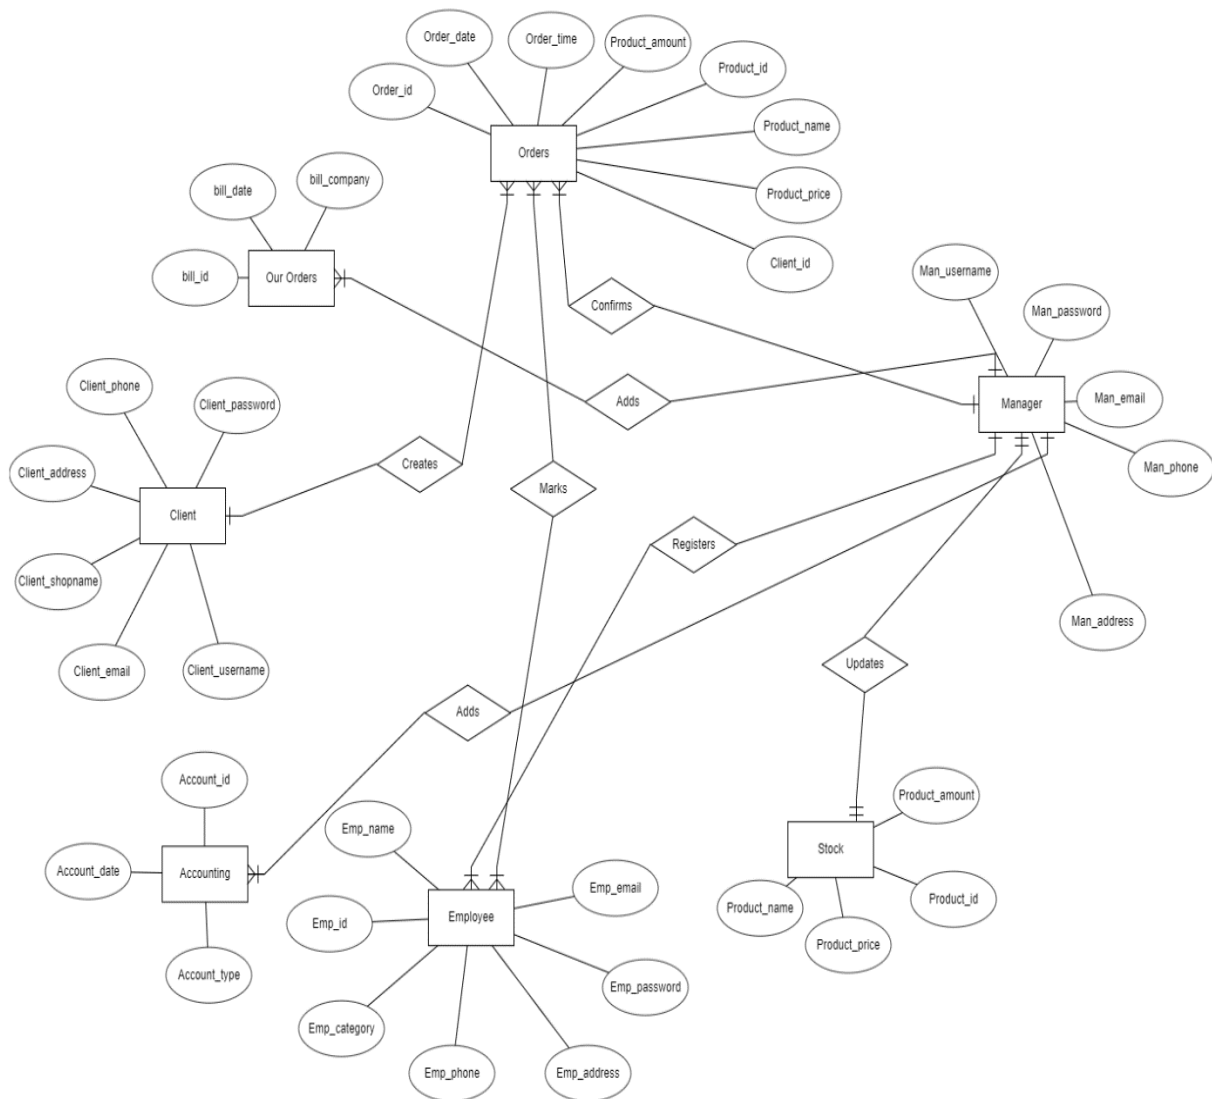 Order_date
Order_time
Product_amount
Order_id
Product_id
Product_name
Orders
Product_price
Client_id
bill_date
bill_company
bill_id
Our Orders
Confirms
Man_username
Man_password
Manager
Man_email
Man_phone
Man_address
Adds
Client_phone
Client_password
Client_address
Creates
Client
Marks
Client_shopname
Client_email
Client_username
Registers
Updates
Adds
Account_id
Account_date
Accounting
Account_type
Emp_name
Emp_email
Emp_id
Employee
Emp_password
Emp_category
Emp_phone
Emp_address
Product_amount
Stock
Product_name
Product_id
Product_price